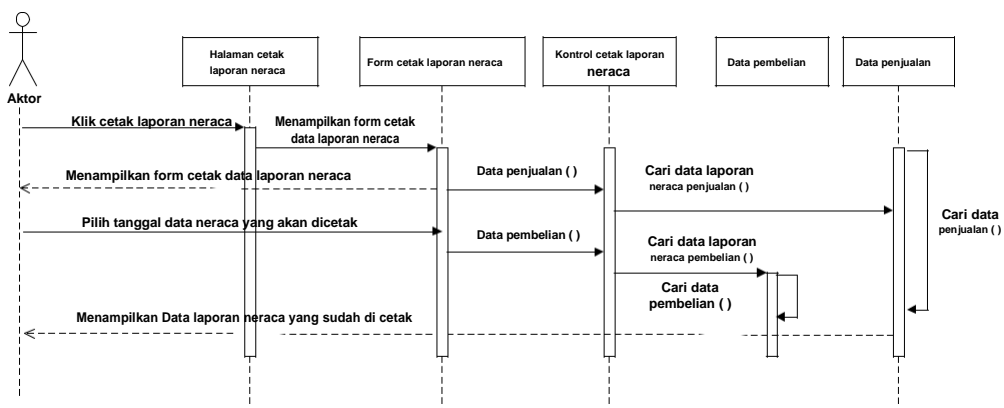 Halaman cetak
laporan neraca
Form cetak laporan neraca
Kontrol cetak laporan
neraca
Data pembelian
Data penjualan
Aktor
Klik cetak laporan neraca
Menampilkan form cetak
data laporan neraca
Menampilkan form cetak data laporan neraca
Data penjualan ( )
Cari data laporan
neraca penjualan ( )
Pilih tanggal data neraca yang akan dicetak
Cari data
penjualan ( )
Data pembelian ( )
Cari data laporan
neraca pembelian ( )
Cari data
pembelian ( )
Menampilkan Data laporan neraca yang sudah di cetak